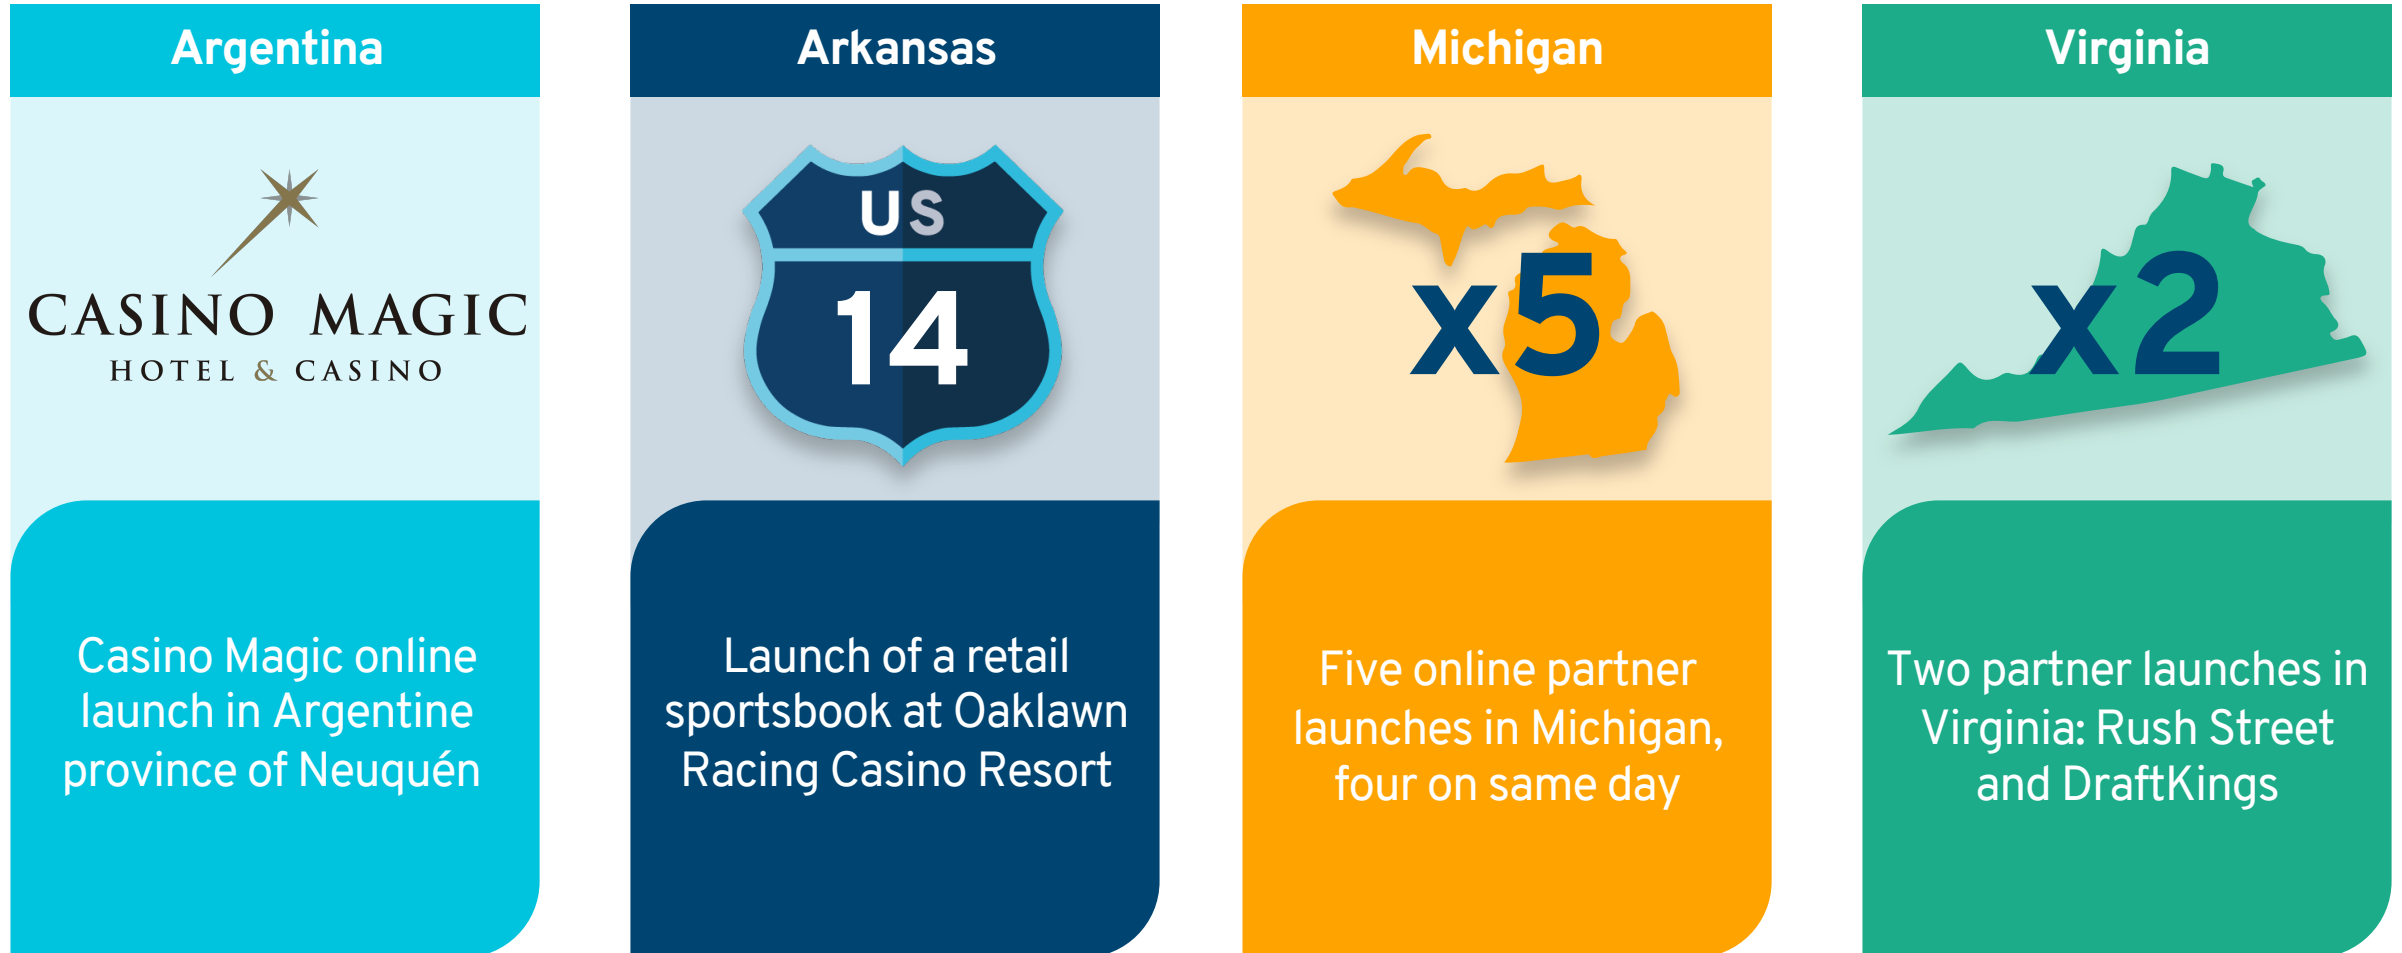 Argentina
CASINO MAGIC
HOTEL & CASINO
Casino Magic online
launch in Argentine
province of Neuquén
Arkansas
US
14
Launch of a retail
sportsbook at Oaklawn
Racing Casino Resort
Michigan
x5
Five online partner
launches in Michigan,
four on same day
Virginia
x2
Two partner launches in
Virginia: Rush Street
and DraftKings